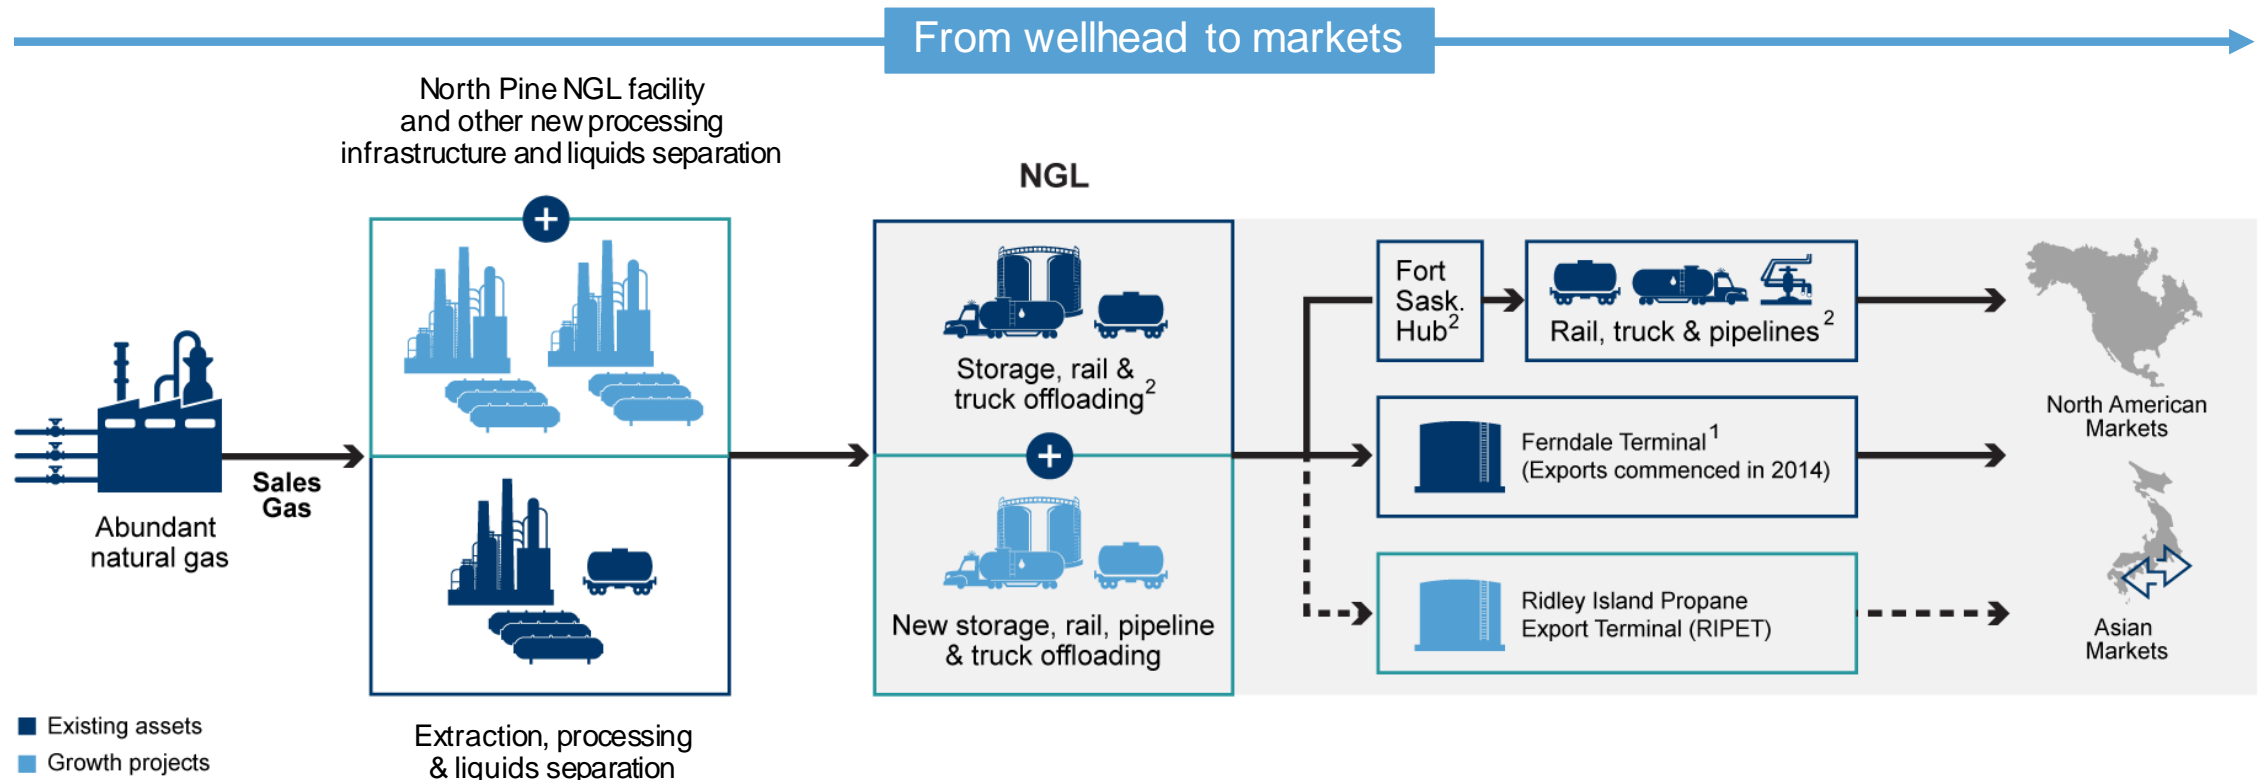 From wellhead to markets
North Pine NGL facility
and other new processing
infrastructure and liquids separation
NGL
Abundant
natural gas
Sales
Gas
Extraction, processing
& liquids separation
Storage, rail &
truck offloading2
New storage, rail, pipeline
& truck offloading
Fort
Sask.
Hub2
Rail, truck & pipelines2
Ferndale Terminal1
(Exports commenced in 2014)
Ridley Island Propane
Export Terminal (RIPET)
North American
Markets
Asian
Markets
Existing assets
Growth projects